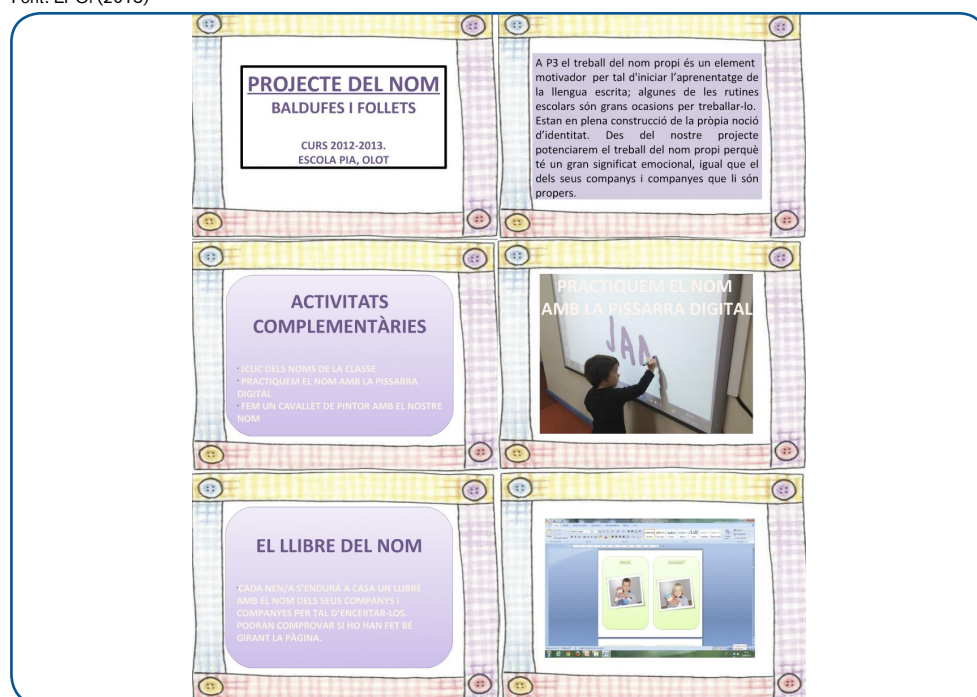 PROJECTE DEL NOM
BALDUFES I FOLLETS
CURS 2012-2013.
ESCOLA PIA, OLOT
A P3 el treball del nom propi és un element
motivador per tal d'iniciar l'aprenentatge de
la llengua escrita; algunes de les rutines
escolars són grans ocasions per treballar-lo.
Estan en plena construcció de la pròpia noció
d'identitat. Des del nostre projecte
potenciarem el treball del nom propi perquè
té un gran significat emocional, igual que el
dels seus companys i companyes que li són
propers.
ACTIVITATS
COMPLEMENTÀRIES
· JCLIC DELS NOMS DE LA CLASSE
· PRACTIQUEM EL NOM AMB LA PISSARRA
DIGITAL
· FEM UN CAVALLET DE PINTOR AMB EL NOSTRE
NOM
PRACTIQUEM EL NOM
AMB LA PISSARRA DIGITAL
JAN
EL LLIBRE DEL NOM
·CADA NEN/A S'ENDURÀ A CASA UN LLIBRE
AMB EL NOM DELS SEUS COMPANYS I
COMPANYES PER TAL D'ENCERTAR-LOS.
PODRAN COMPROVAR SI HO HAN FET BÉ
GIRANT LA PÀGINA.